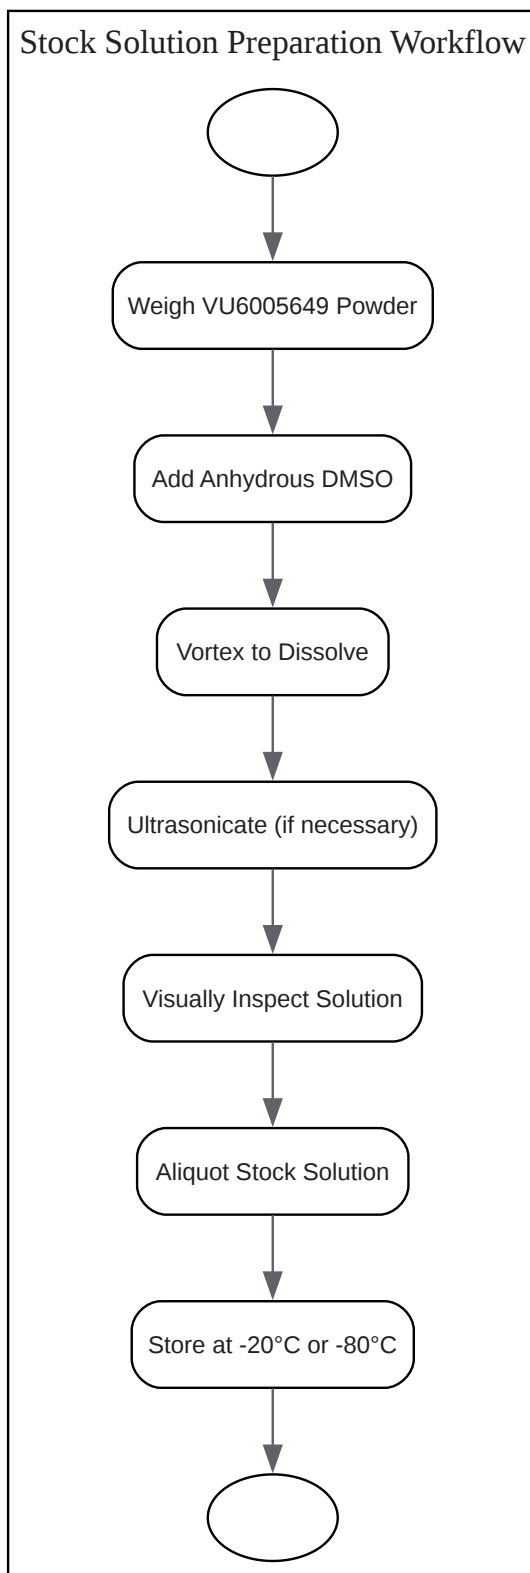 Stock Solution Preparation Workflow
Weigh VU6005649 Powder
Add Anhydrous DMSO
Vortex to Dissolve
Ultrasonicate (if necessary)
Visually Inspect Solution
Aliquot Stock Solution
Store at -20°C or -80°C